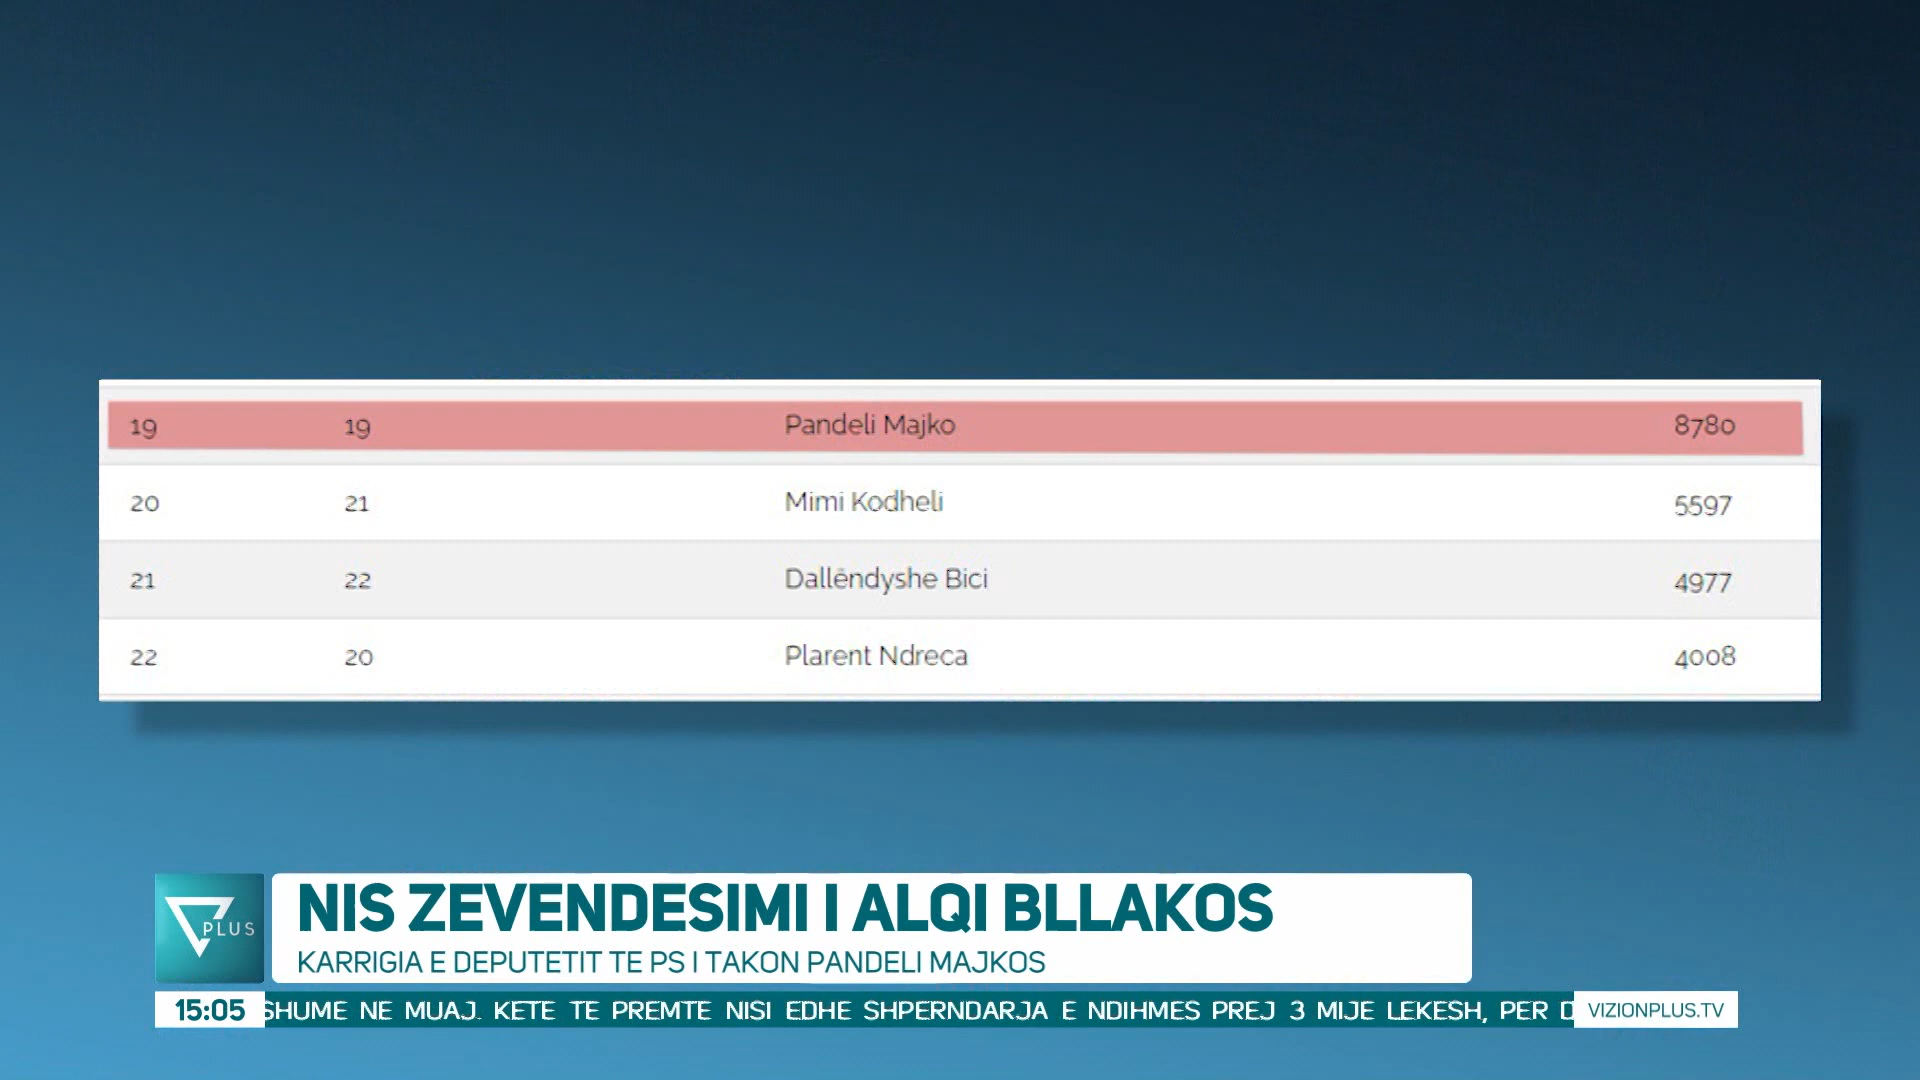 19 19 Pandeli Majko 8780
20 21 Mimi Kodheli 5597
21 22 Dallëndyshe Bici 4977
22 20 Plarent Ndreca 4008
NIS ZEVENDESIMI I ALQI BLLAKOS
PLUS
KARRIGIA E DEPUTETIT TE PS I TAKON PANDELI MAJKOS
15:05 SHUME NE MUAJ. KETE TE PREMTE NISI EDHE SHPERNDARJA E NDIHMES PREJ 3 MIJE LEKESH, PER VIZIONPLUS.TV